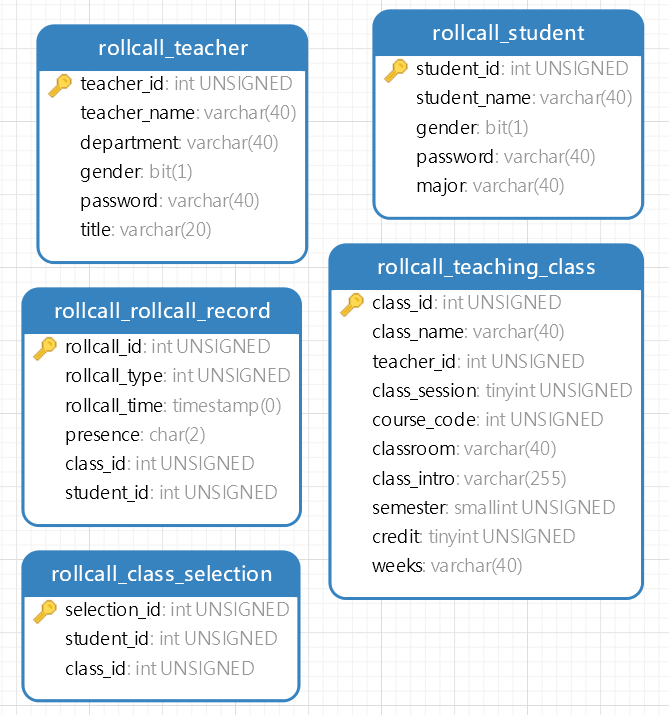 rollcall_teacher
teacher_id: int UNSIGNED
teacher_name: varchar(40)
department: varchar(40)
gender: bit(1)
password: varchar(40)
title: varchar(20)
rollcall_student
student_id: int UNSIGNED
student_name: varchar(40)
gender: bit(1)
password: varchar(40)
major: varchar(40)
rollcall_rollcall_record
rollcall_id: int UNSIGNED
rollcall_type: int UNSIGNED
rollcall_time: timestamp(0)
presence: char(2)
class_id: int UNSIGNED
student_id: int UNSIGNED
rollcall_teaching_class
class_id: int UNSIGNED
class_name: varchar(40)
teacher_id: int UNSIGNED
class_session: tinyint UNSIGNED
course_code: int UNSIGNED
classroom: varchar(40)
class_intro: varchar(255)
semester: smallint UNSIGNED
credit: tinyint UNSIGNED
weeks: varchar(40)
rollcall_class_selection
selection_id: int UNSIGNED
student_id: int UNSIGNED
class_id: int UNSIGNED